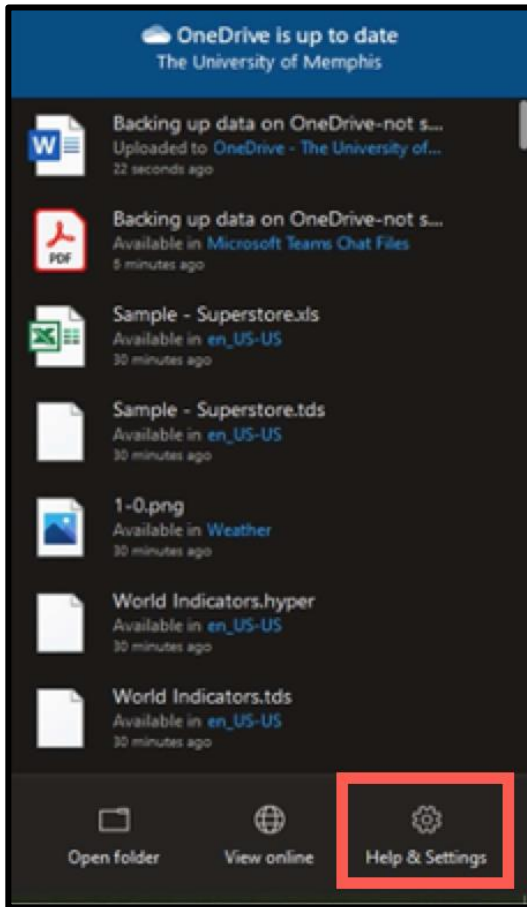 OneDrive is up to date
The University of Memphis
Backing up data on OneDrive-not s...
Uploaded to OneDrive - The University of...
22 seconds ago
Backing up data on OneDrive-not s...
Available in Microsoft Teams Chat Files
5 minutes ago
Sample - Superstore.xls
Available in en_US-US
30 minutes ago
Sample - Superstore.tds
Available in en_US-US
30 minutes ago
1-0.png
Available in Weather
30 minutes ago
World Indicators.hyper
Available in en_US-US
30 minutes ago
World Indicators.tds
Available in en_US-US
30 minutes ago
Open folder
View online
Help & Settings
W
PDF
X